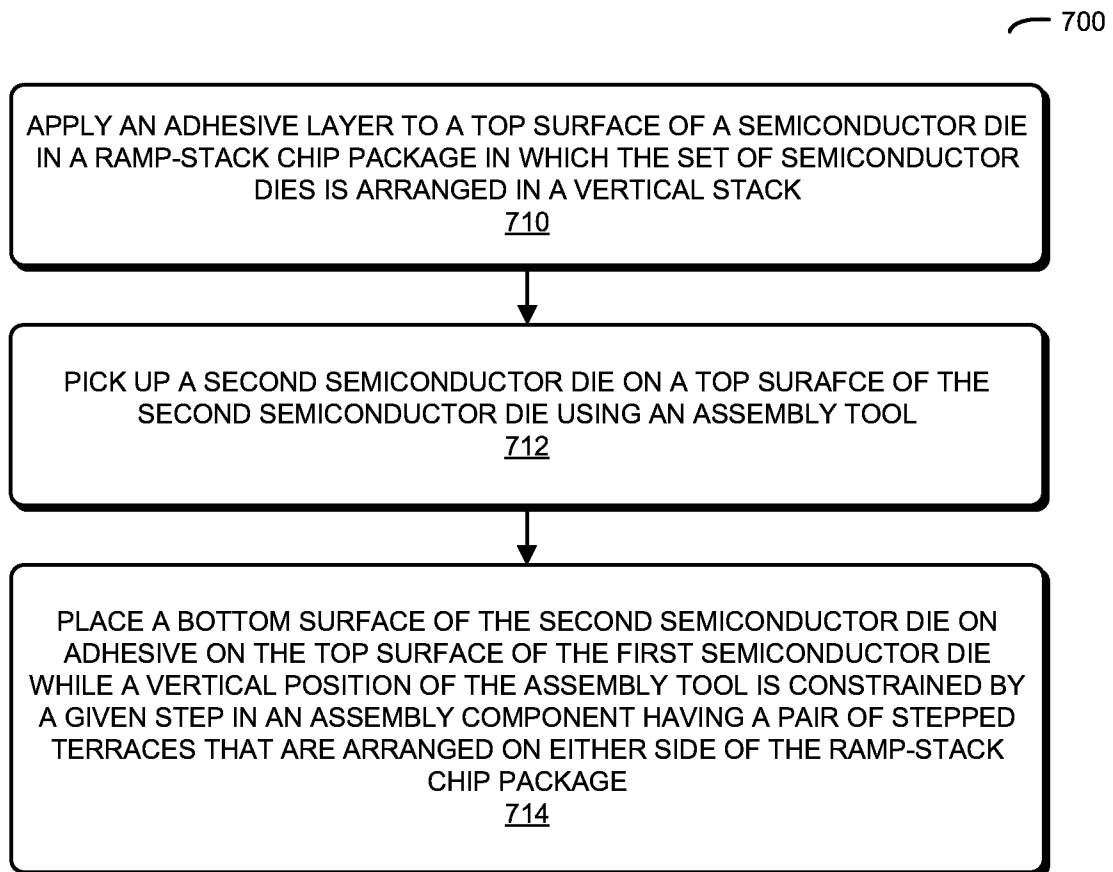 700
APPLY AN ADHESIVE LAYER TO A TOP SURFACE OF A SEMICONDUCTOR DIE
IN A RAMP-STACK CHIP PACKAGE IN WHICH THE SET OF SEMICONDUCTOR
DIES IS ARRANGED IN A VERTICAL STACK
710
PICK UP A SECOND SEMICONDUCTOR DIE ON A TOP SURAFCE OF THE
SECOND SEMICONDUCTOR DIE USING AN ASSEMBLY TOOL
712
PLACE A BOTTOM SURFACE OF THE SECOND SEMICONDUCTOR DIE ON
ADHESIVE ON THE TOP SURFACE OF THE FIRST SEMICONDUCTOR DIE
WHILE A VERTICAL POSITION OF THE ASSEMBLY TOOL IS CONSTRAINED BY
A GIVEN STEP IN AN ASSEMBLY COMPONENT HAVING A PAIR OF STEPPED
TERRACES THAT ARE ARRANGED ON EITHER SIDE OF THE RAMP-STACK
CHIP PACKAGE
714